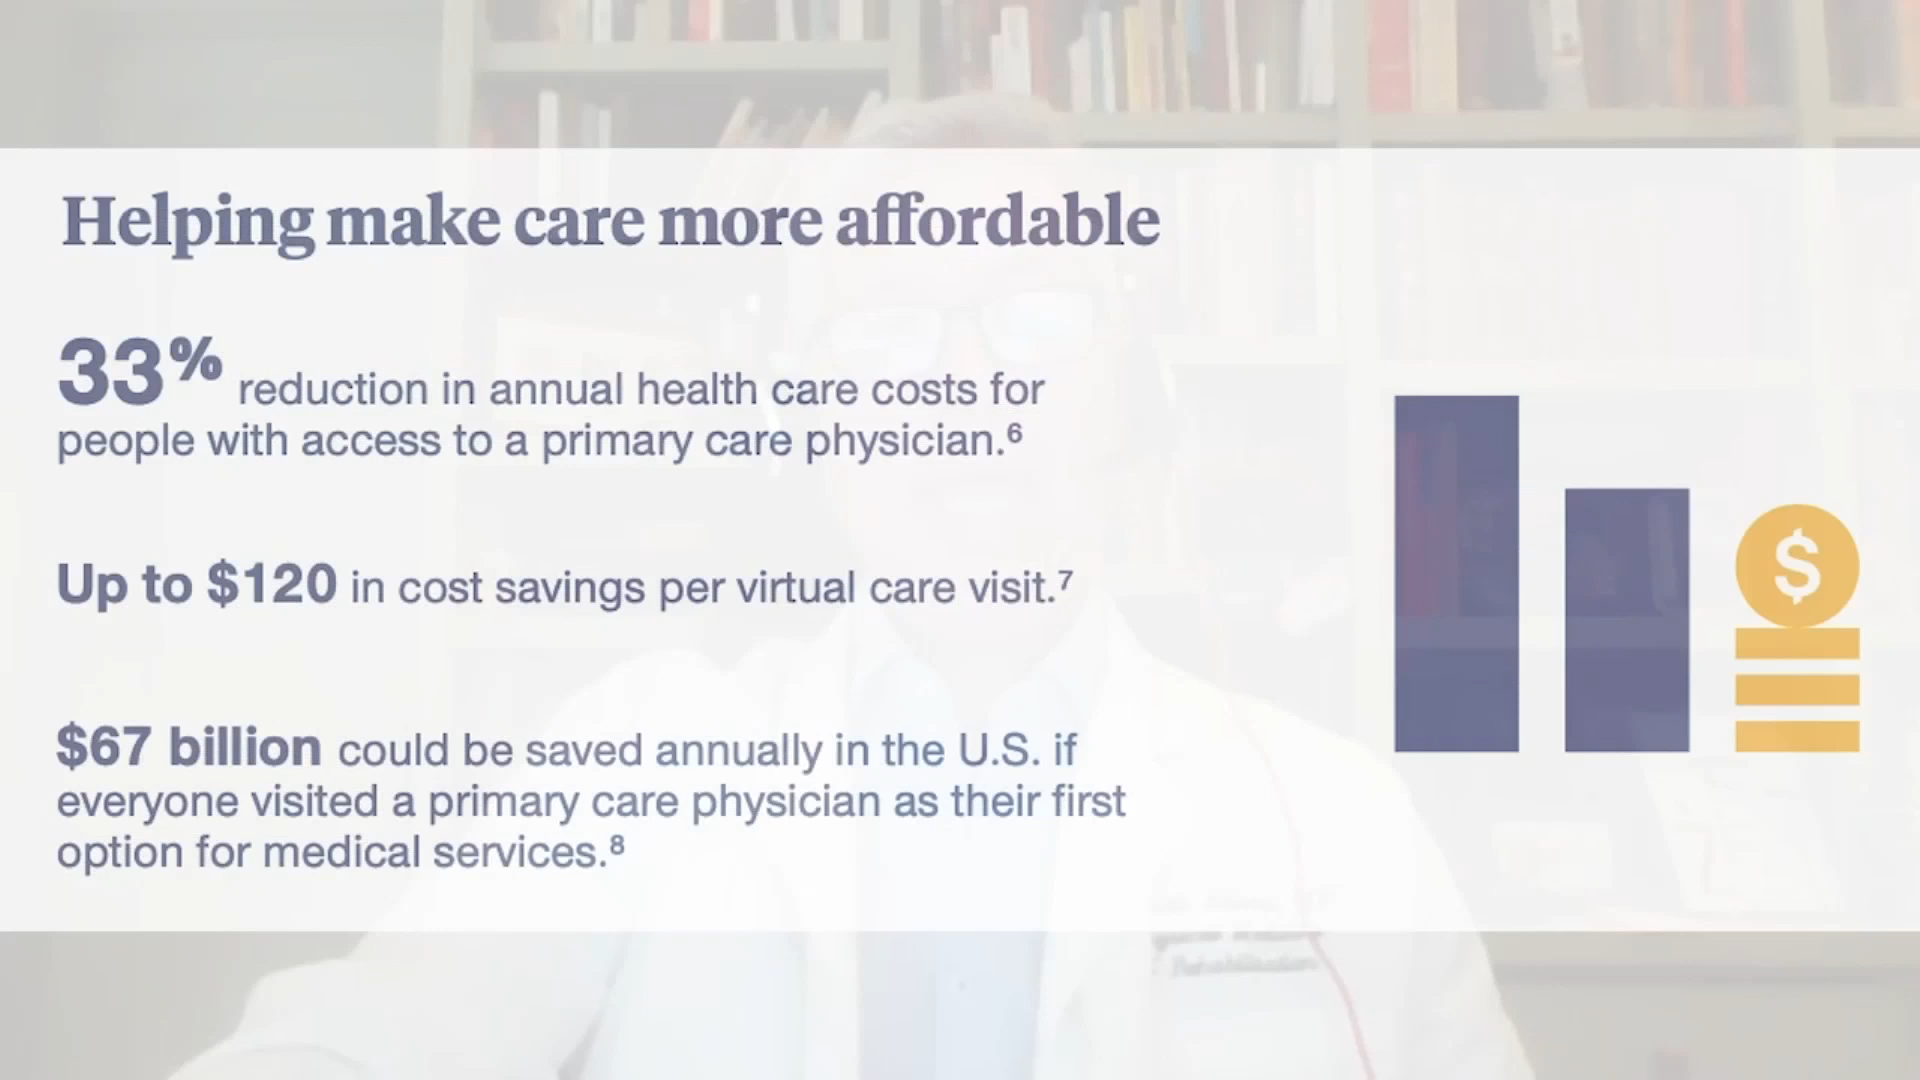 Helping make care more affordable
33% reduction in annual health care costs for
people with access to a primary care physician.⁶
Up to $120 in cost savings per virtual care visit.⁷
$67 billion could be saved annually in the U.S. if
everyone visited a primary care physician as their first
option for medical services.⁸
$
Rehabilitation